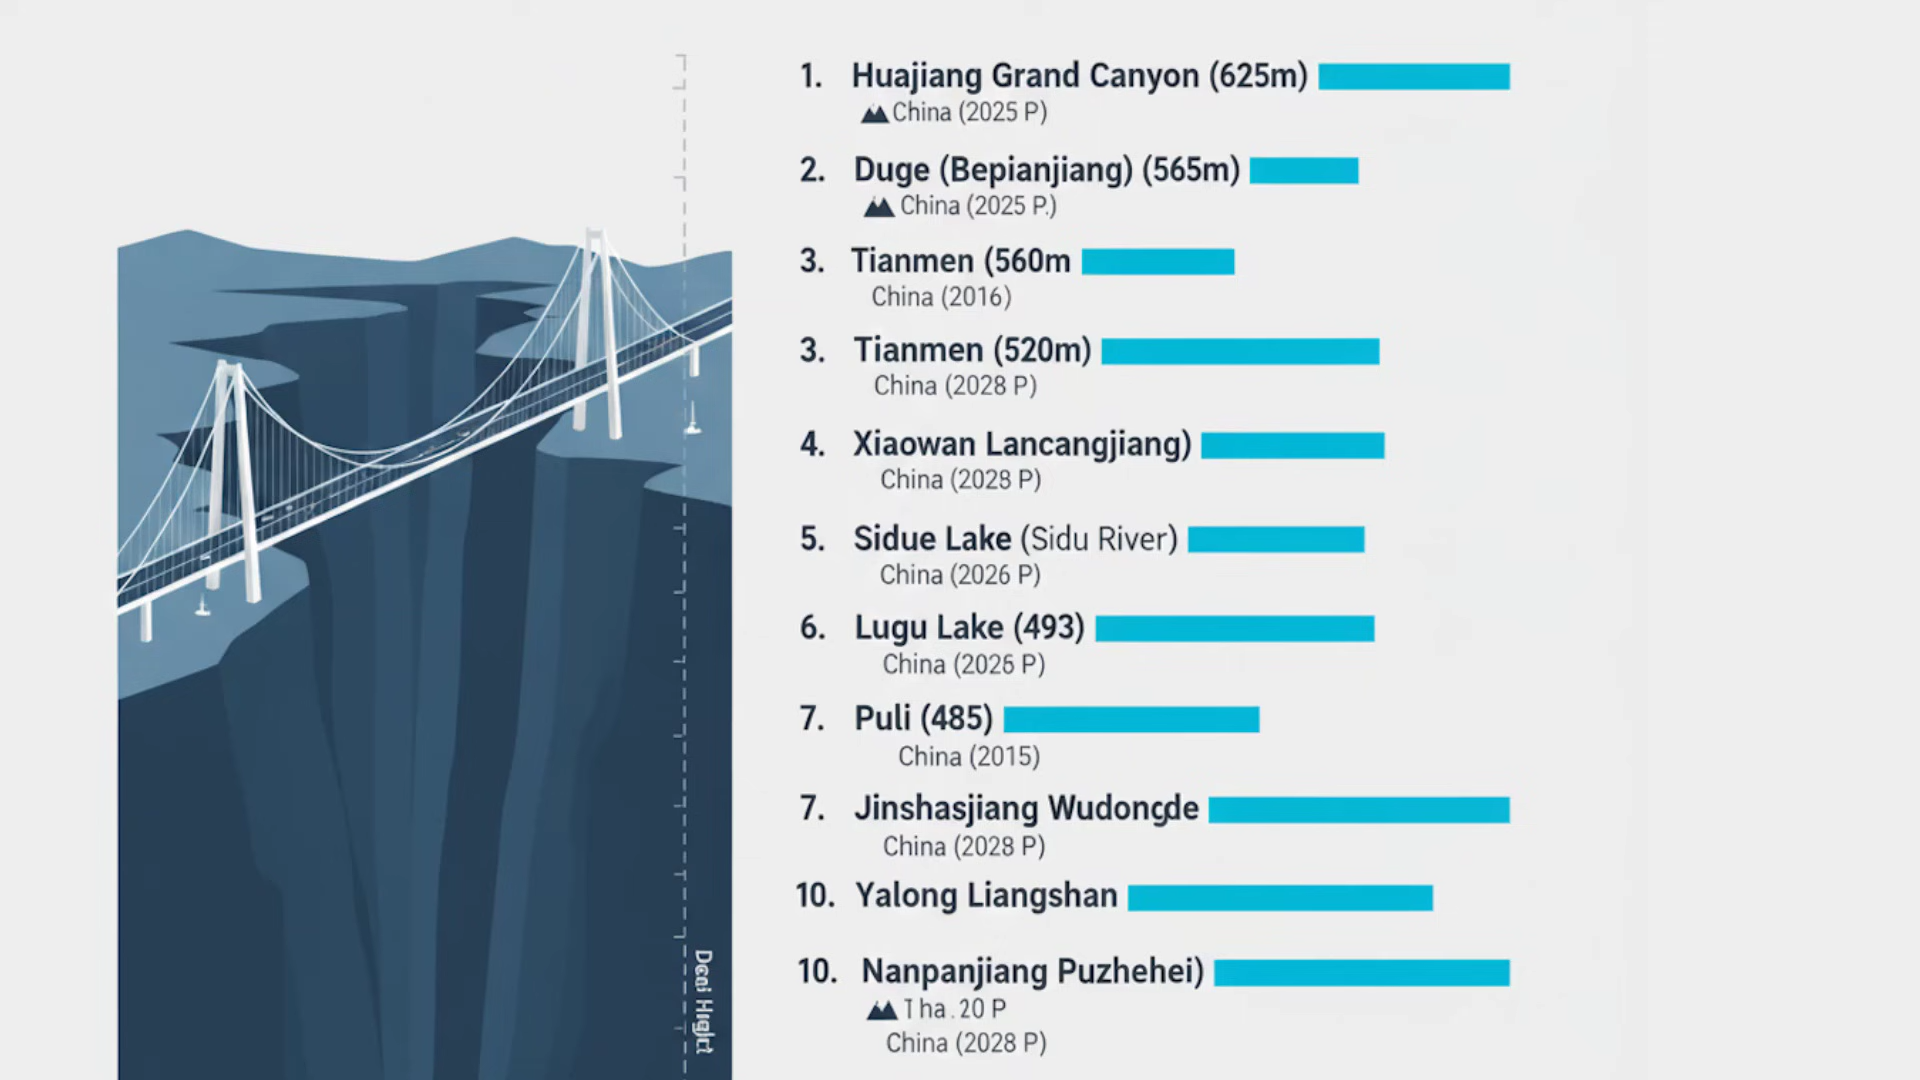 1. Huajiang Grand Canyon (625m)
China (2025 P)
2. Duge (Bepianjiang) (565m)
China (2025 P.)
3. Tianmen (560m
China (2016)
3. Tianmen (520m)
China (2028 P)
4. Xiaowan Lancangjiang)
China (2028 P)
5. Sidue Lake (Sidu River)
China (2026 P)
6. Lugu Lake (493)
China (2026 P)
7. Puli (485)
China (2015)
7. Jinshasjiang Wudongde
China (2028 P)
10. Yalong Liangshan
10. Nanpanjiang Puzhehei)
20 P
China (2028 P)